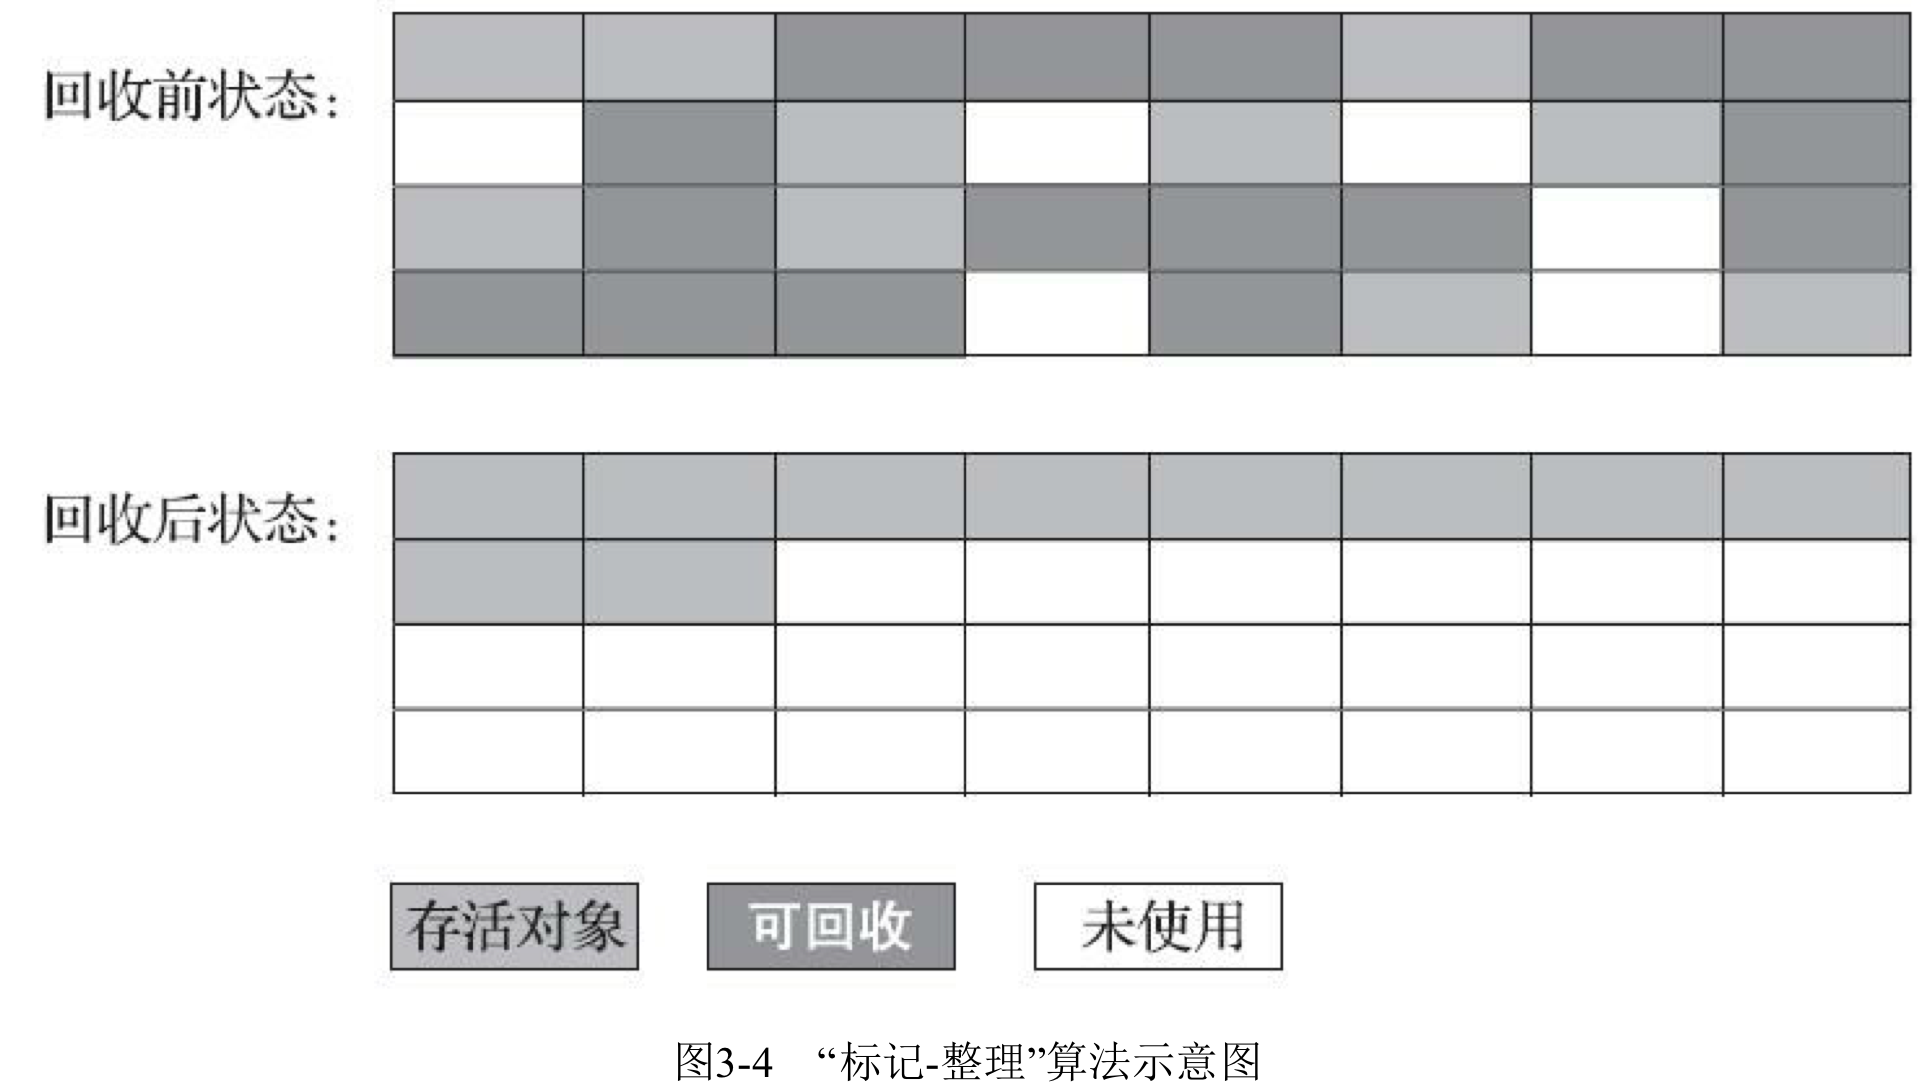 回收前状态：
回收后状态：
存活对象
可回收
未使用
图3-4 “标记-整理”算法示意图